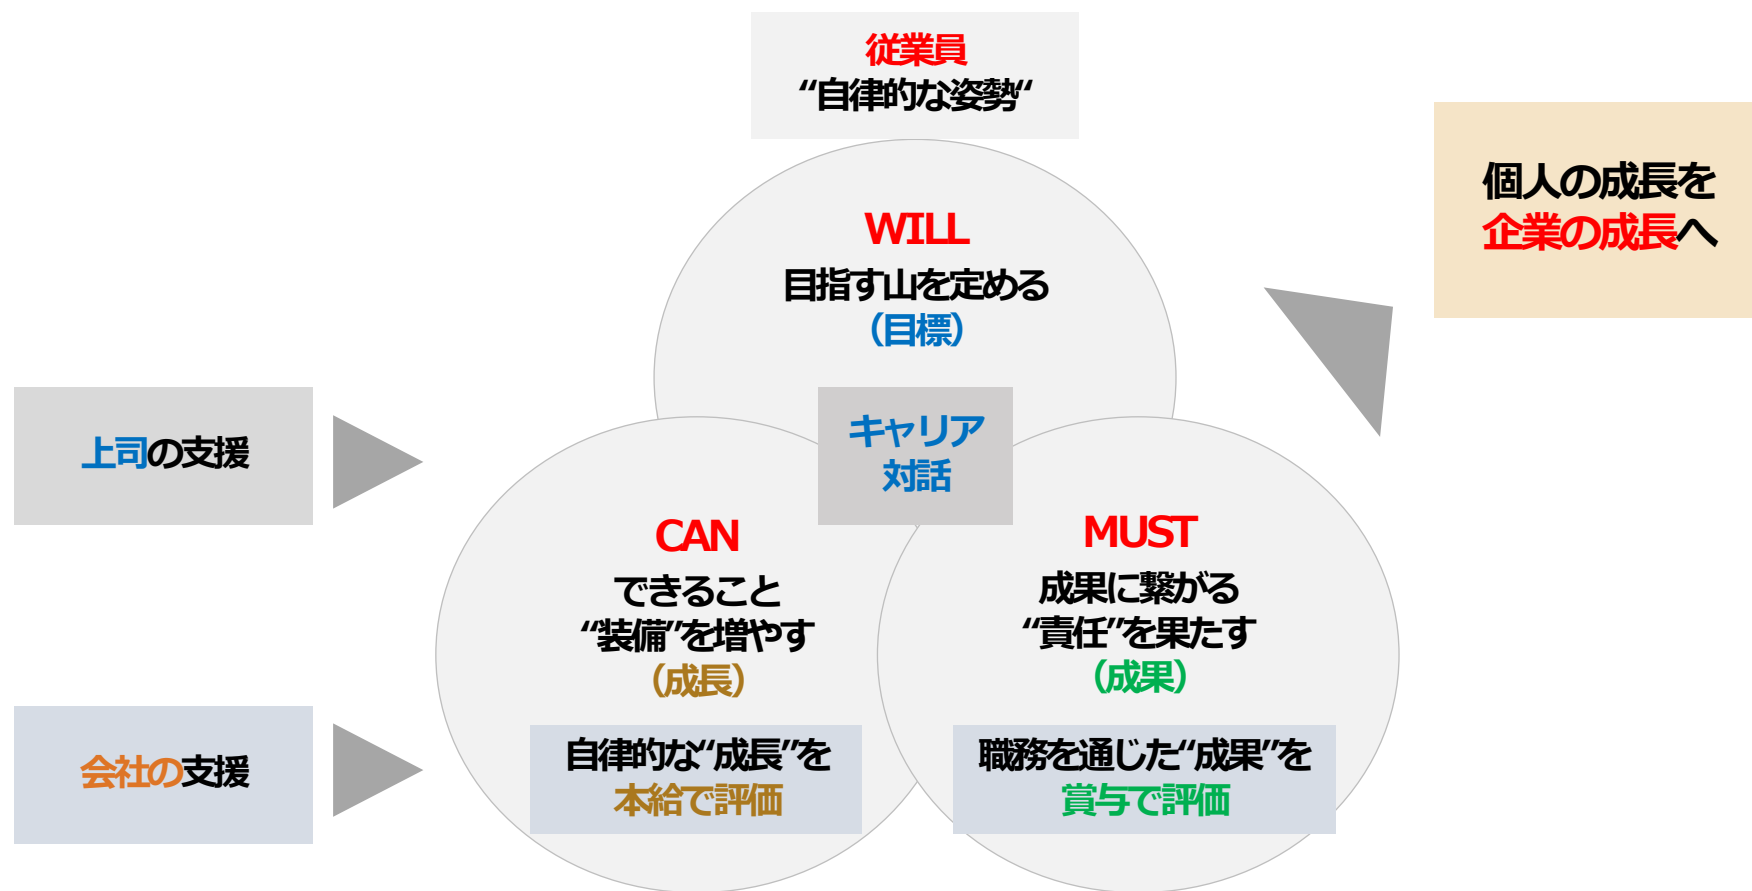 従業員
“自律的な姿勢“
個人の成長を
企業の成長へ
WILL
目指す山を定める
（目標）
上司の支援
キャリア
対話
CAN
できること
“装備”を増やす
（成長）
MUST
成果に繋がる
“責任”を果たす
（成果）
会社の支援
自律的な“成長”を
本給で評価
職務を通じた“成果”を
賞与で評価